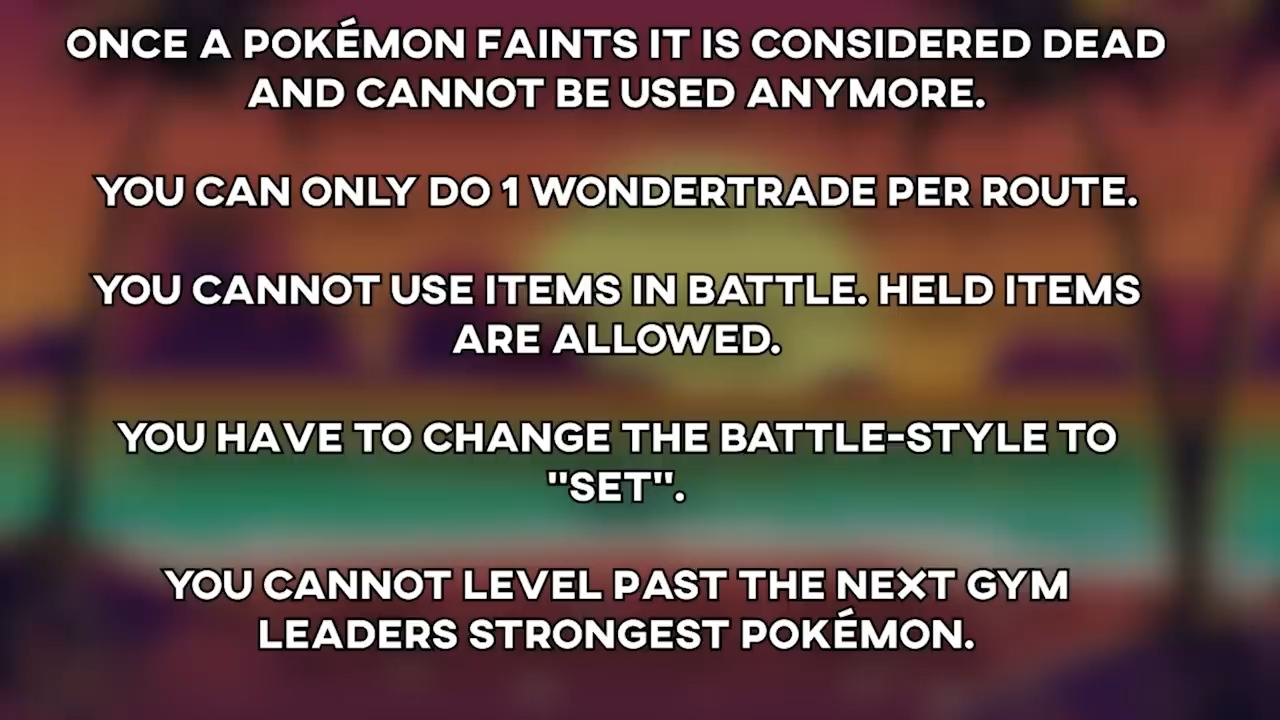 ONCE A POKÉMON FAINTS IT IS CONSIDERED DEAD
AND CANNOT BE USED ANYMORE.
YOU CAN ONLY DO 1 WONDERTRADE PER ROUTE.
YOU CANNOT USE ITEMS IN BATTLE. HELD ITEMS
ARE ALLOWED.
YOU HAVE TO CHANGE THE BATTLE-STYLE TO
"SET".
YOU CANNOT LEVEL PAST THE NEXT GYM
LEADERS STRONGEST POKÉMON.